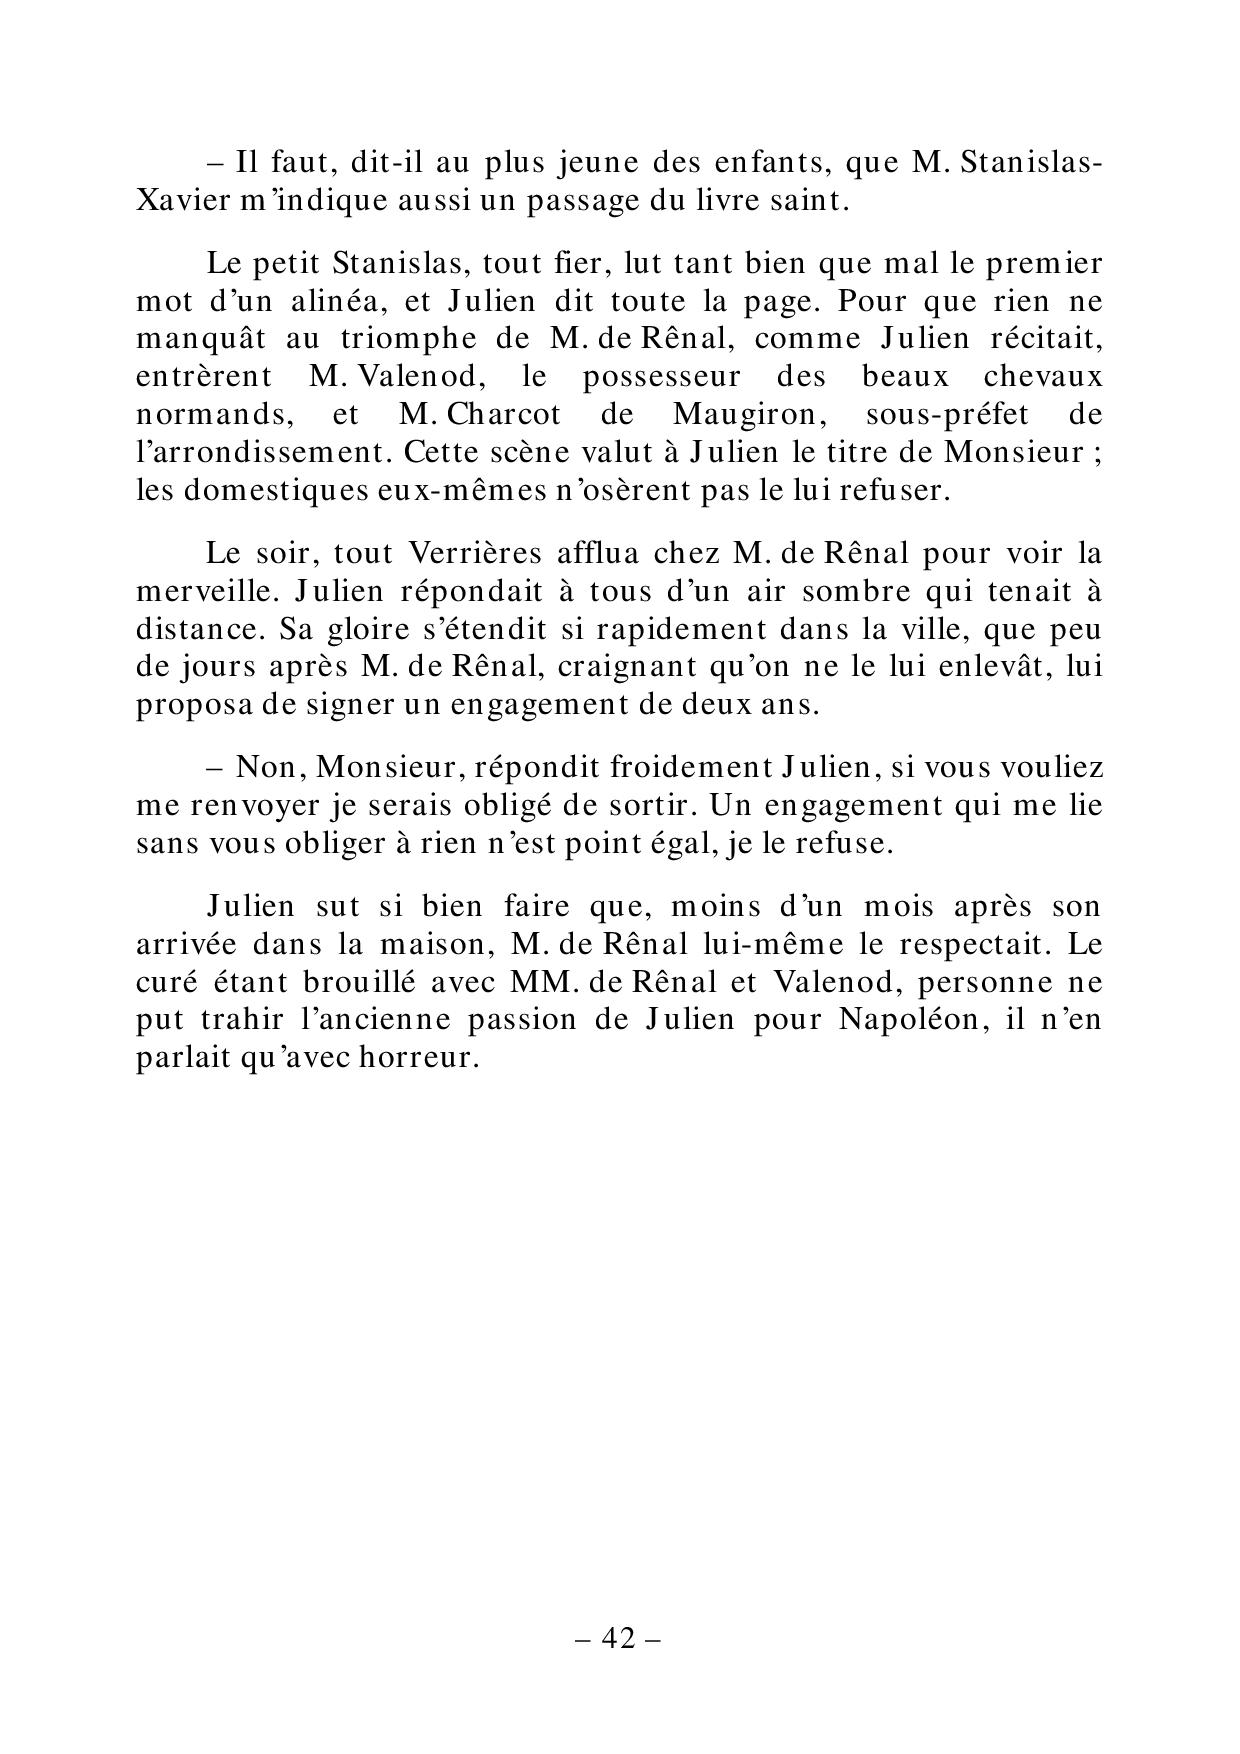 – Il faut, dit-il au plus jeune des enfants, que M. Stanislas-
Xavier m’indique aussi un passage du livre saint.
Le petit Stanislas, tout fier, lut tant bien que mal le premier
mot d’un alinéa, et Julien dit toute la page. Pour que rien ne
manquât au triomphe de M. de Rênal, comme Julien récitait,
entrèrent M. Valenod, le possesseur des beaux chevaux
normands, et M. Charcot de Maugiron, sous-préfet de
l’arrondissement. Cette scène valut à Julien le titre de Monsieur ;
les domestiques eux-mêmes n’osèrent pas le lui refuser.
Le soir, tout Verrières afflua chez M. de Rênal pour voir la
merveille. Julien répondait à tous d’un air sombre qui tenait à
distance. Sa gloire s’étendit si rapidement dans la ville, que peu
de jours après M. de Rênal, craignant qu’on ne le lui enlevât, lui
proposa de signer un engagement de deux ans.
– Non, Monsieur, répondit froidement Julien, si vous vouliez
me renvoyer je serais obligé de sortir. Un engagement qui me lie
sans vous obliger à rien n’est point égal, je le refuse.
Julien sut si bien faire que, moins d’un mois après son
arrivée dans la maison, M. de Rênal lui-même le respectait. Le
curé étant brouillé avec MM. de Rênal et Valenod, personne ne
put trahir l’ancienne passion de Julien pour Napoléon, il n’en
parlait qu’avec horreur.
– 42 –